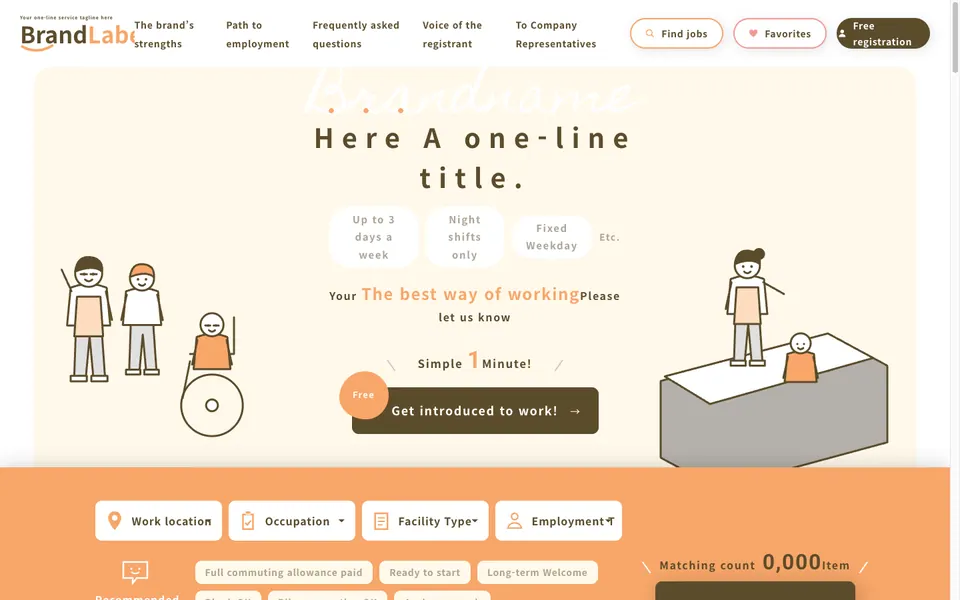 Your one-line service tagline here
BrandLabe
The brand's
strengths
Path to
employment
Frequently asked
questions
Voice of the
registrant
To Company
Representatives
Find jobs
Favorites
Free
registration
Brandname
Here A one-line
title.
Up to 3
days a
week
Night
shifts
only
Fixed
Weekday
Etc.
Your The best way of workingPlease
let us know
Simple 1 Minute!
Free
Get introduced to work! →
Work location
Occupation
Facility Type
Employment T
Full commuting allowance paid
Ready to start
Long-term Welcome
Matching count 0,000Item
Recommended